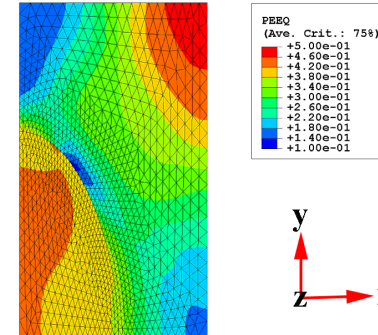 PEEQ
(Ave. Crit.: 75%)
+5.00e-01
+4.60e-01
+4.20e-01
+3.80e-01
+3.40e-01
+3.00e-01
+2.60e-01
+2.20e-01
+1.80e-01
+1.40e-01
+1.00e-01
y
z